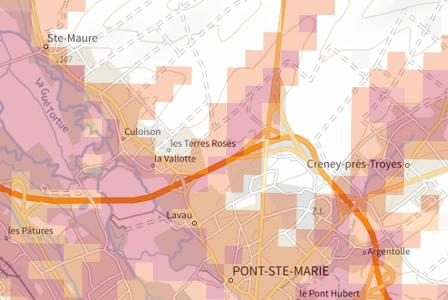 Ste-Maure
107
la Gué Tortue
Culoison
les Terres Roses
la Vallotte
Creney-près-Troyes
Lavau
Z.I.
les Pâtures
Argentolle
PONT-STE-MARIE
le Pont Hubert